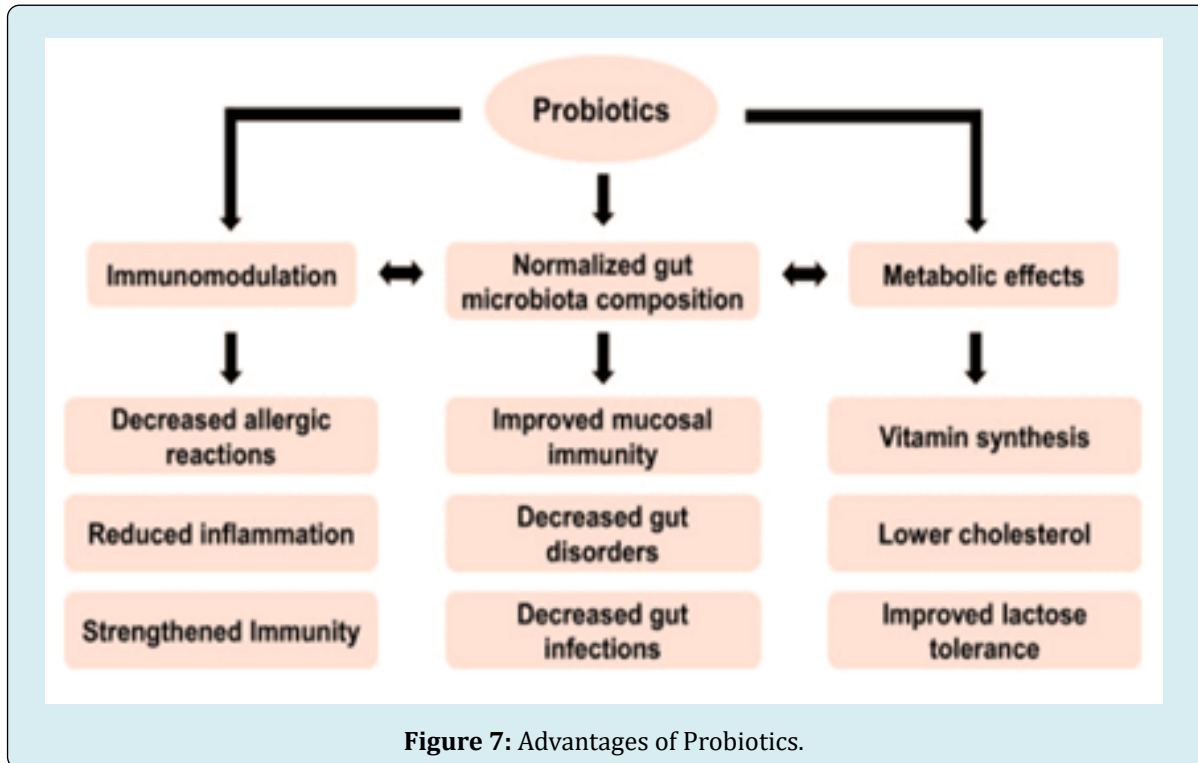 Probiotics
Immunomodulation
Normalized gut
microbiota composition
Metabolic effects
Decreased allergic
reactions
Improved mucosal
immunity
Vitamin synthesis
Reduced inflammation
Decreased gut
disorders
Lower cholesterol
Strengthened Immunity
Decreased gut
infections
Improved lactose
tolerance
Figure 7: Advantages of Probiotics.